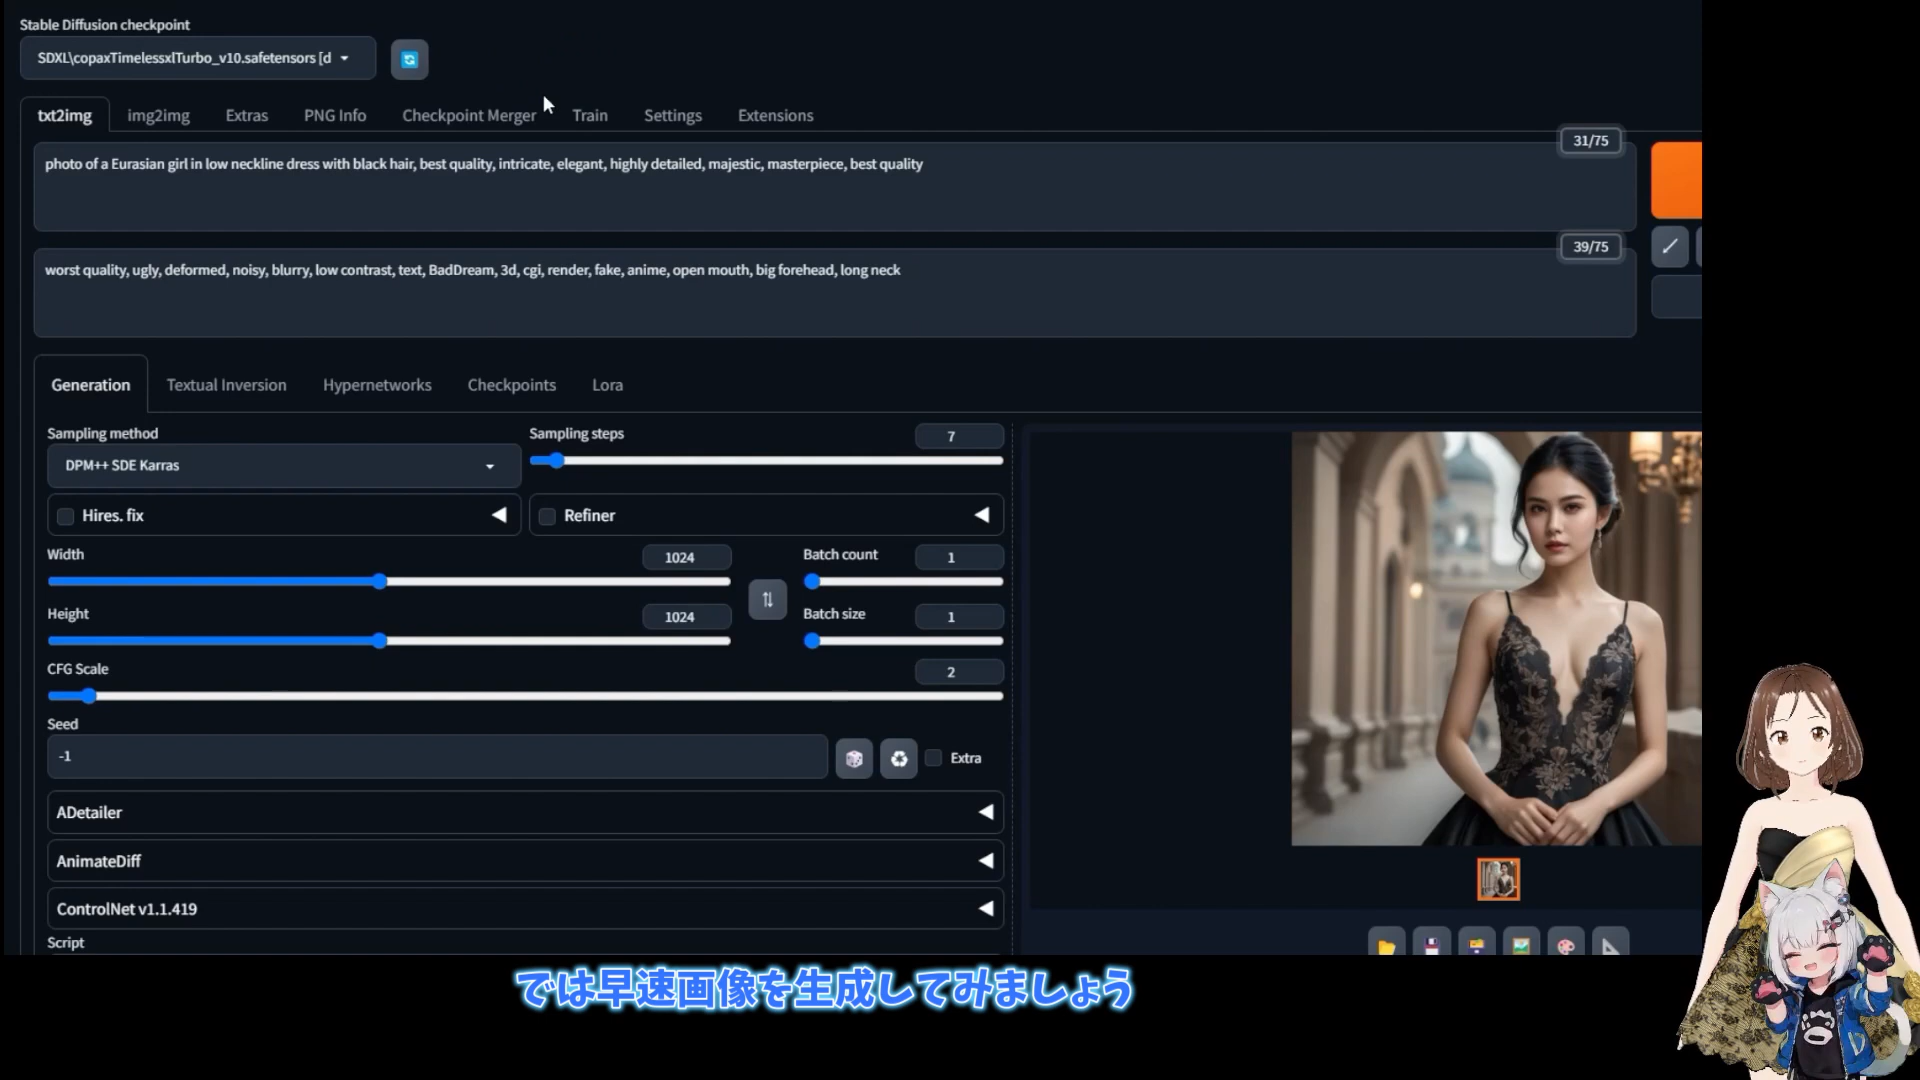 Stable Diffusion checkpoint
SDXL\copaxTimelessxlTurbo_v10.safetensors [d
txt2img img2img Extras PNG Info Checkpoint Merger Train Settings Extensions
31/75
photo of a Eurasian girl in low neckline dress with black hair, best quality, intricate, elegant, highly detailed, majestic, masterpiece, best quality
39/75
worst quality, ugly, deformed, noisy, blurry, low contrast, text, BadDream, 3d, cgi, render, fake, anime, open mouth, big forehead, long neck
Generation Textual Inversion Hypernetworks Checkpoints Lora
Sampling method
DPM++ SDE Karras
Sampling steps
7
Hires. fix
Refiner
Width
1024
Batch count
1
Height
1024
Batch size
1
CFG Scale
2
Seed
-1
Extra
ADetailer
AnimateDiff
ControlNet v1.1.419
Script
では早速画像を生成してみましょう